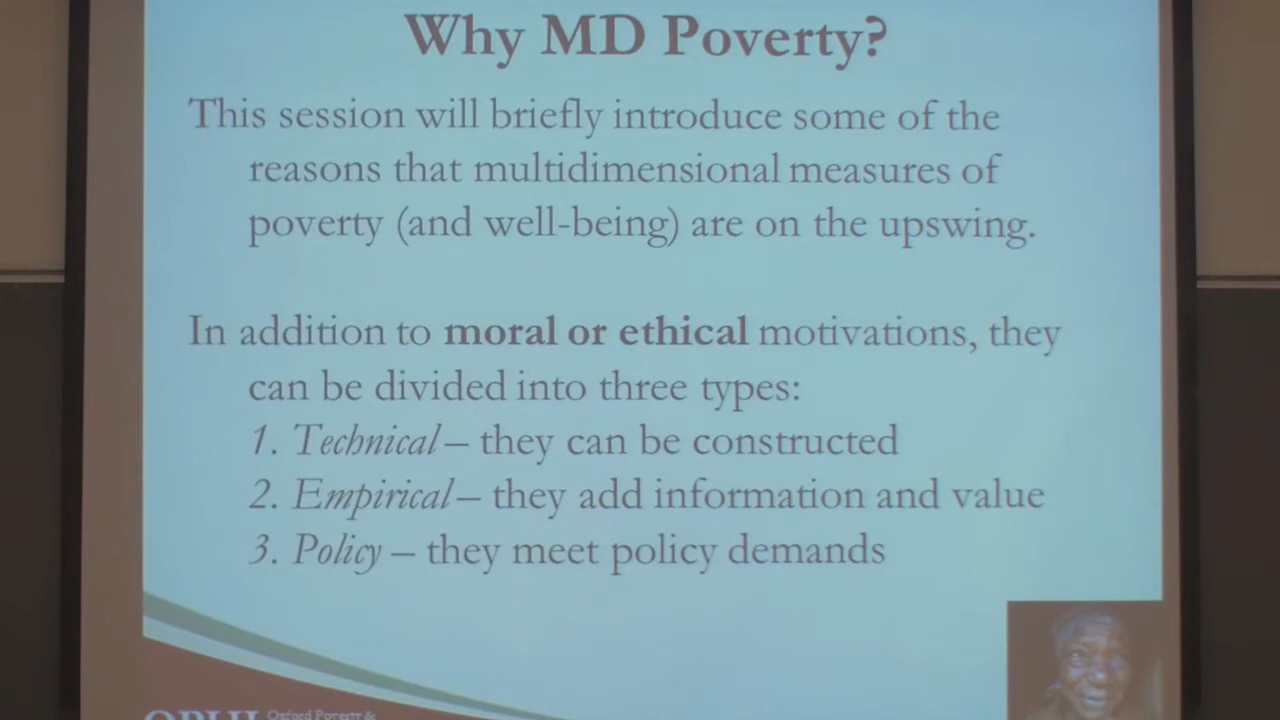 Why MD Poverty?
This session will briefly introduce some of the
reasons that multidimensional measures of
poverty (and well-being) are on the upswing.
In addition to moral or ethical motivations, they
can be divided into three types:
1. Technical – they can be constructed
2. Empirical – they add information and value
3. Policy – they meet policy demands
OPHI Oxford Poverty &